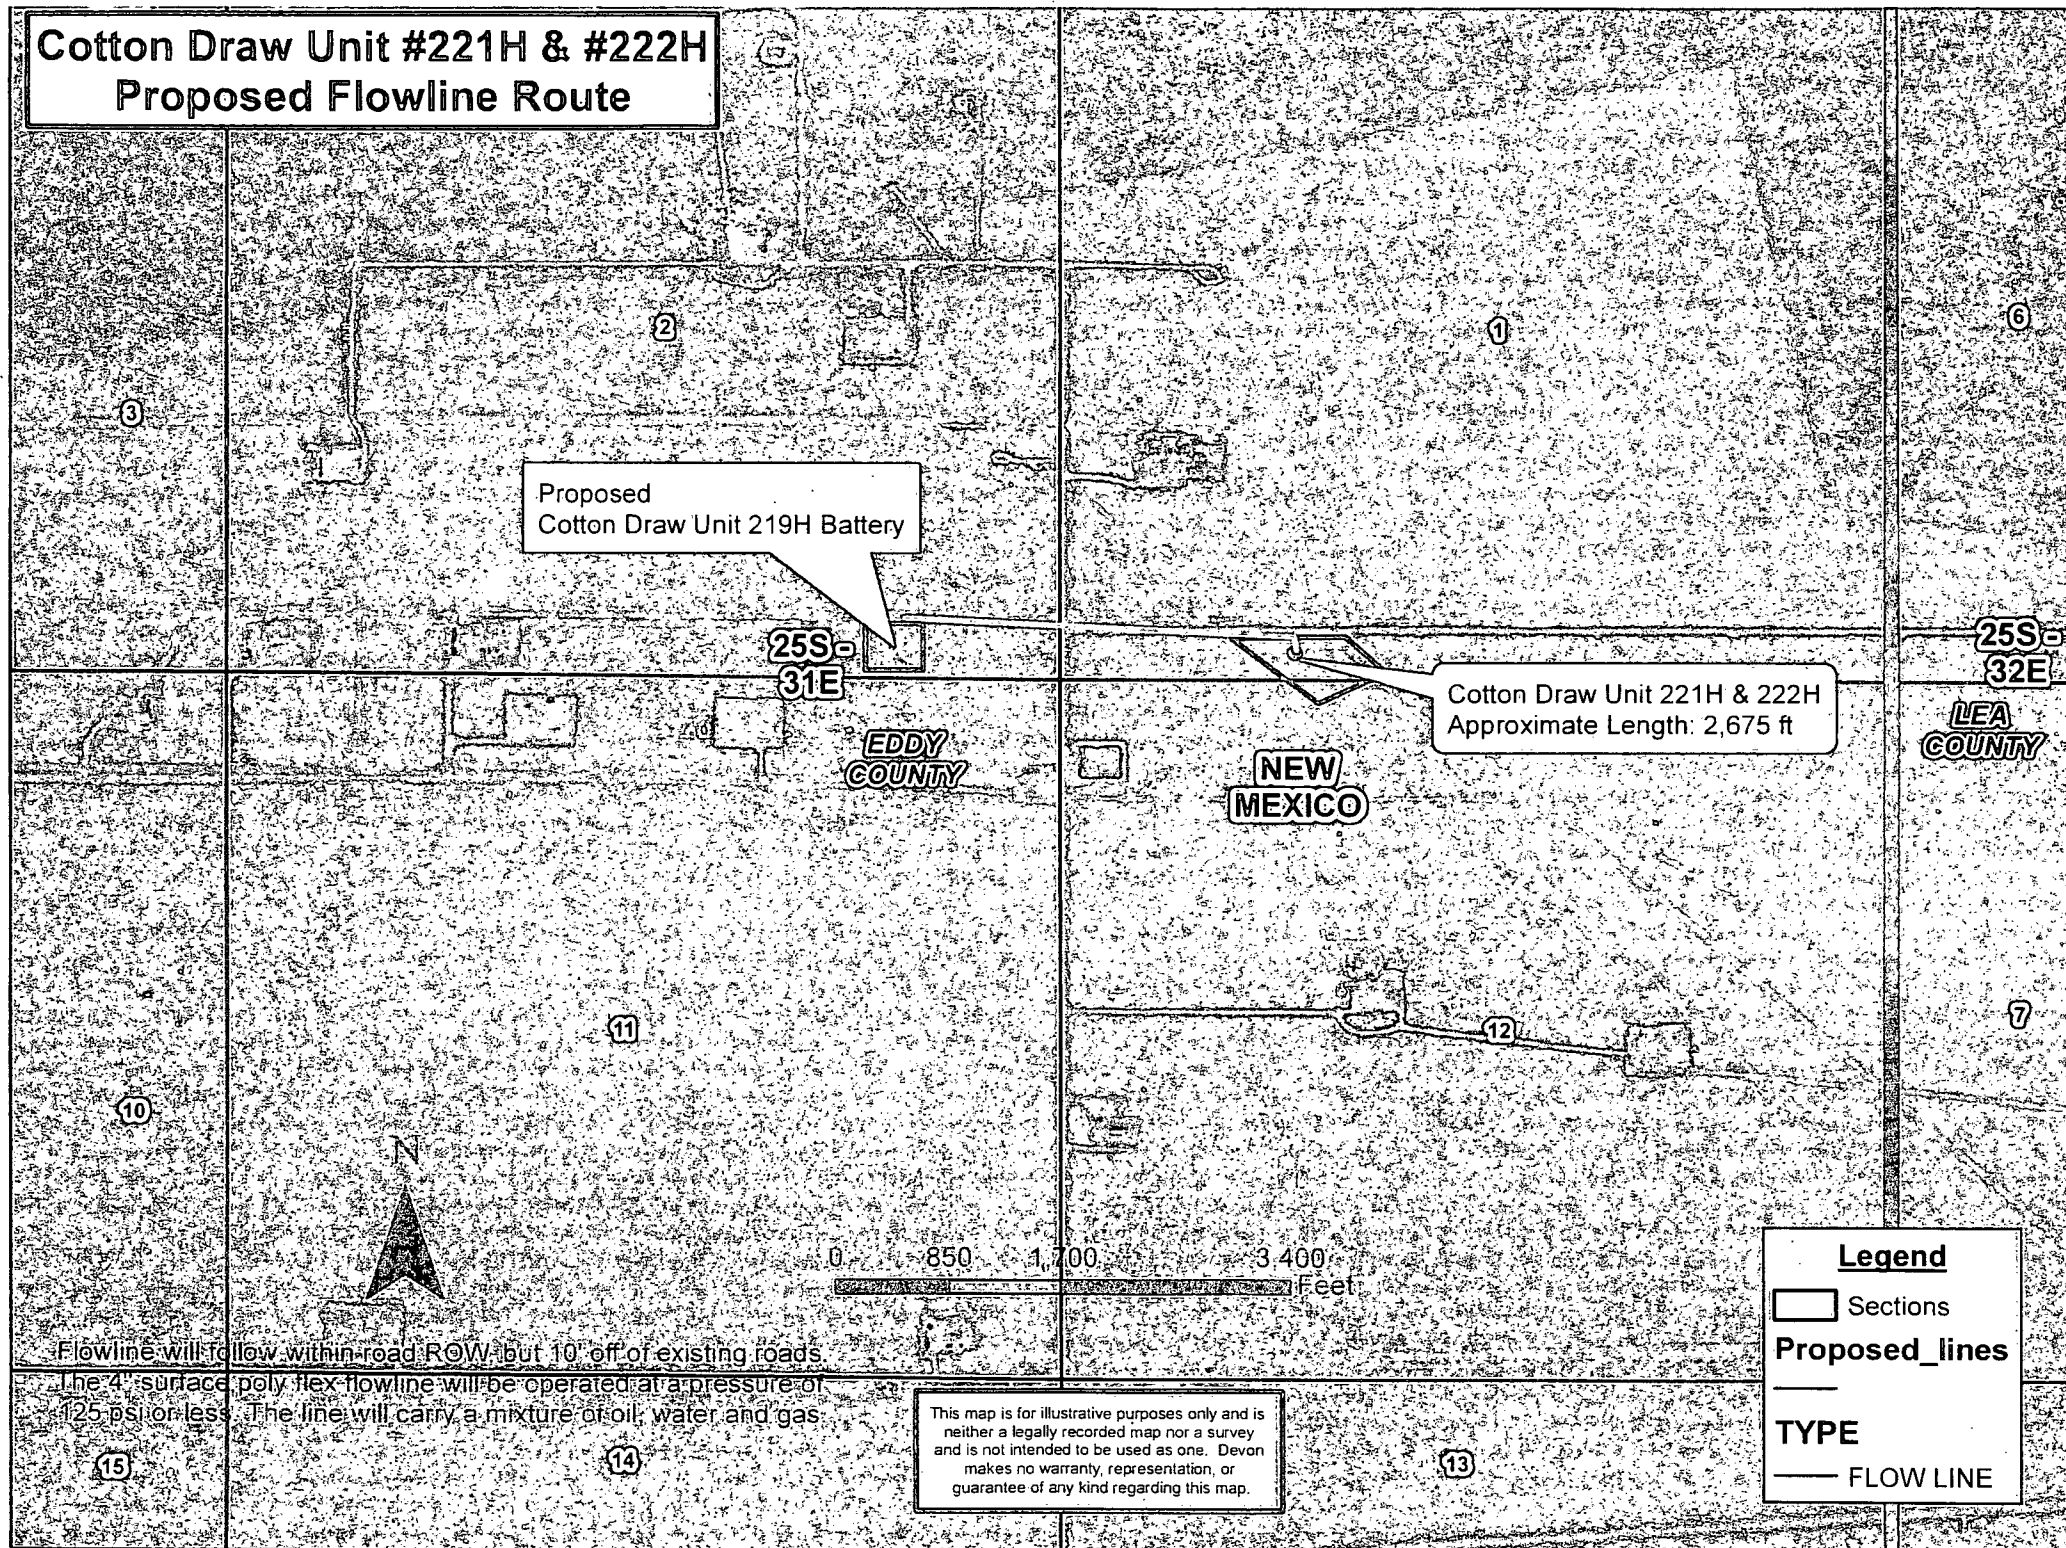 Cotton Draw Unit #221H & #222H
Proposed Flowline Route
2
1
6
3
Proposed
Cotton Draw Unit 219H Battery
25S -
31E
25S -
32E
Cotton Draw Unit 221H & 222H
Approximate Length: 2,675 ft
EDDY
COUNTY
NEW
MEXICO
LEA
COUNTY
11
12
7
10
N
0 850 1,700 3,400
Feet
Legend
Sections
Proposed_lines
TYPE
FLOW LINE
Flowline will follow within road ROW, but 10' off of existing roads.
The 4" surface poly flex flowline will be operated at a pressure of
125 psi or less. The line will carry a mixture of oil, water and gas
This map is for illustrative purposes only and is
neither a legally recorded map nor a survey
and is not intended to be used as one. Devon
makes no warranty, representation, or
guarantee of any kind regarding this map.
15
14
13